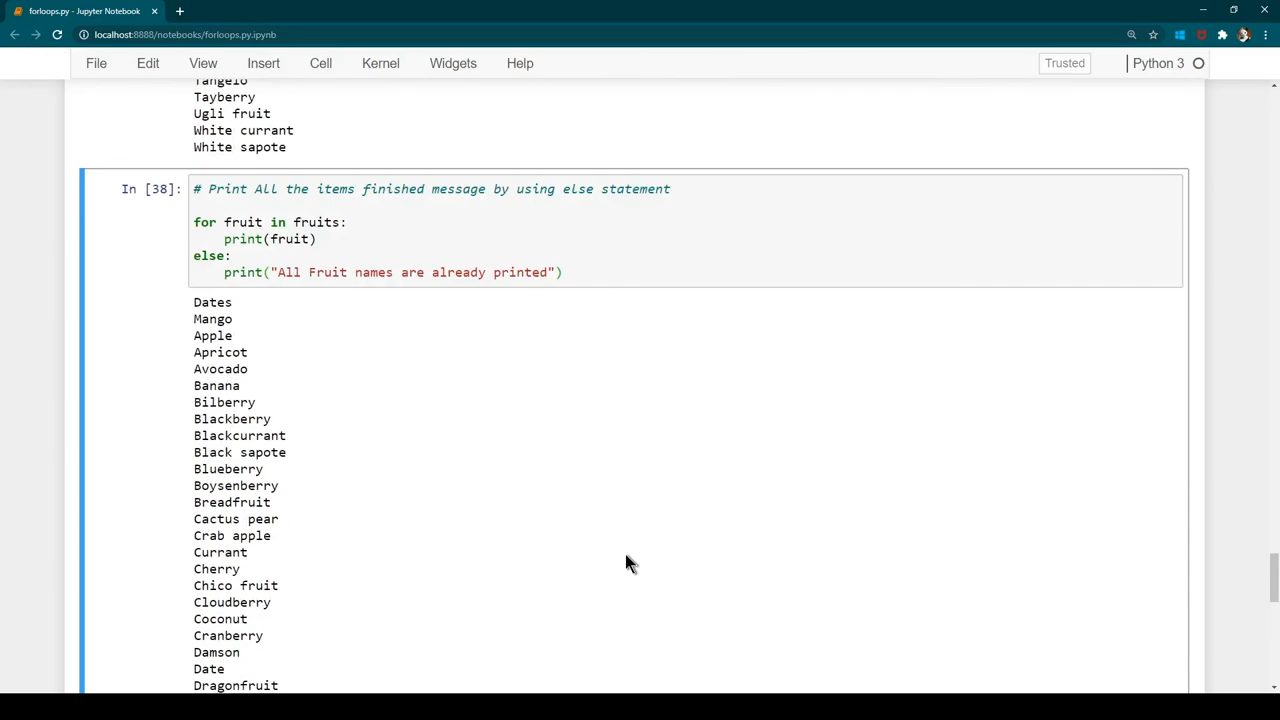 forloops.py - Jupyter Notebook
localhost:8888/notebooks/forloops.py.ipynb
File Edit View Insert Cell Kernel Widgets Help Trusted Python 3
Tangelo
Tayberry
Ugli fruit
White currant
White sapote
In [38]: # Print All the items finished message by using else statement
for fruit in fruits:
print(fruit)
else:
print("All Fruit names are already printed")
Dates
Mango
Apple
Apricot
Avocado
Banana
Bilberry
Blackberry
Blackcurrant
Black sapote
Blueberry
Boysenberry
Breadfruit
Cactus pear
Crab apple
Currant
Cherry
Chico fruit
Cloudberry
Coconut
Cranberry
Damson
Date
Dragonfruit